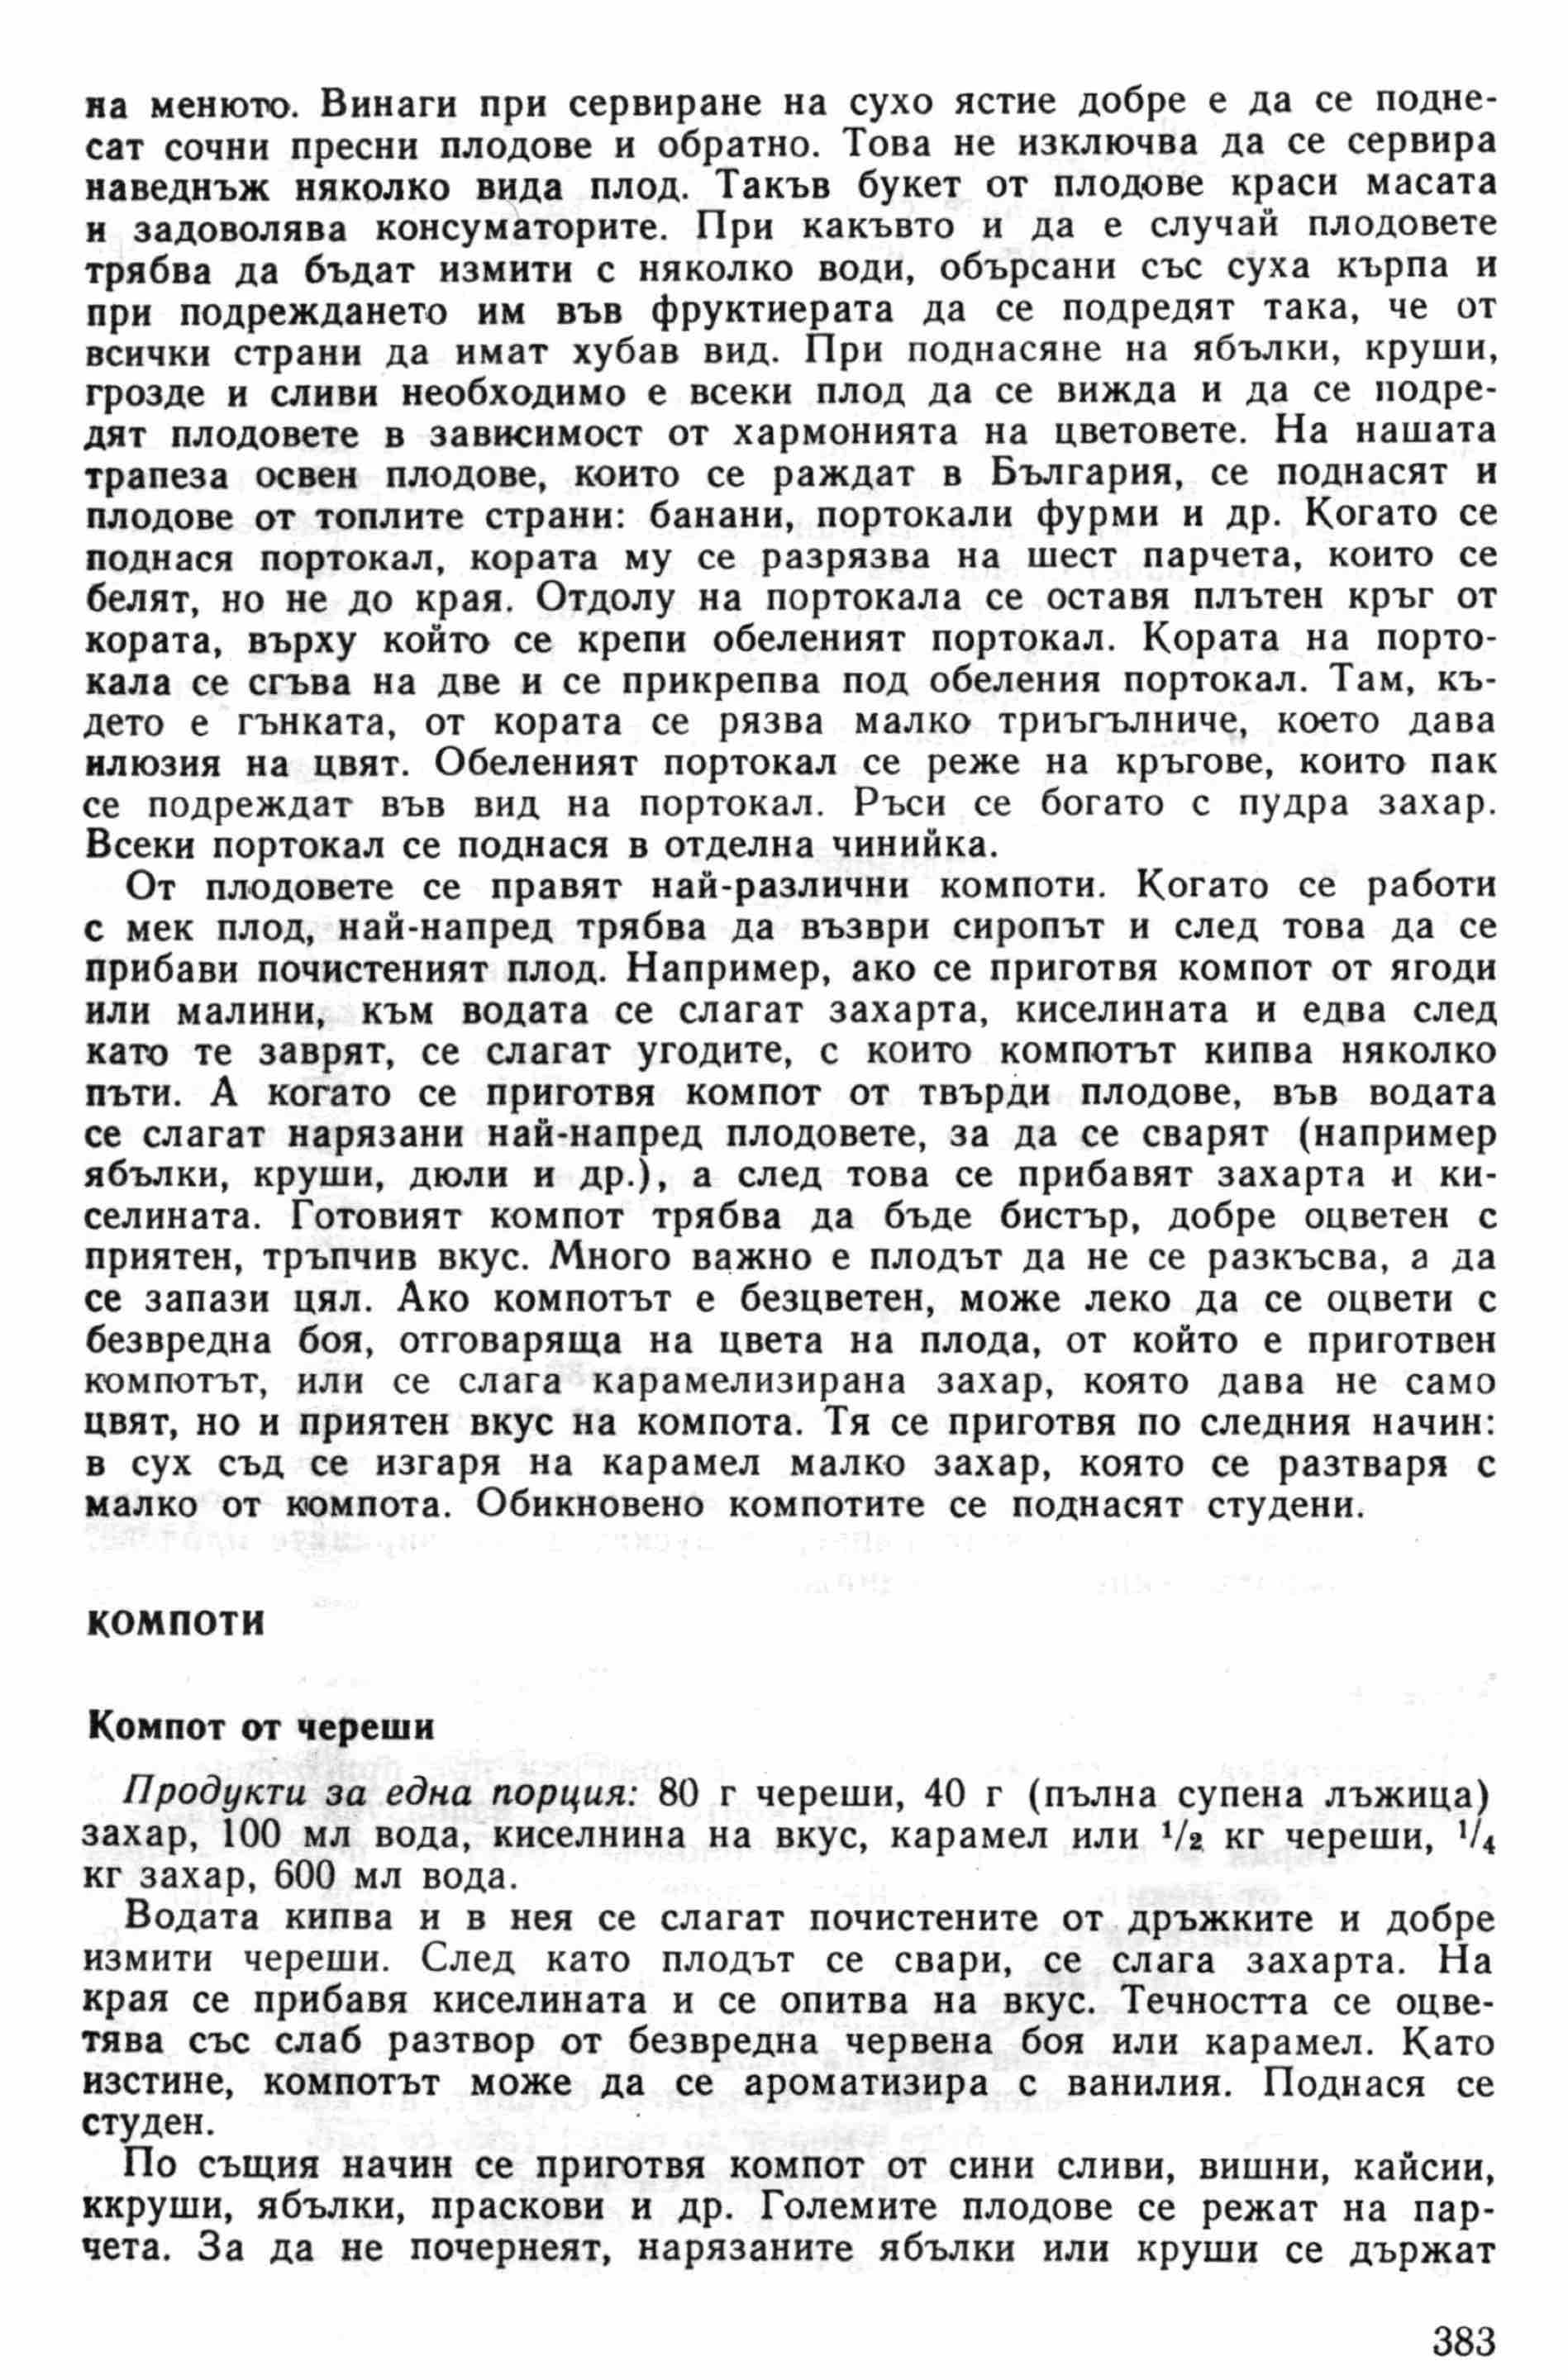 на менюто. Винаги при сервиране на сухо ястие добре е да се подне-
сат сочни пресни плодове и обратно. Това не изключва да се сервира
наведнъж няколко вида плод. Такъв букет от плодове краси масата
и задоволява консуматорите. При какъвто и да е случай плодовете
трябва да бъдат измити с няколко води, обърсани със суха кърпа и
при подреждането им във фруктиерата да се подредят така, че от
всички страни да имат хубав вид. При поднасяне на ябълки, круши,
грозде и сливи необходимо е всеки плод да се вижда и да се подре-
дят плодовете в зависимост от хармонията на цветовете. На нашата
трапеза освен плодове, които се раждат в България, се поднасят и
плодове от топлите страни: банани, портокали фурми и др. Когато се
поднася портокал, кората му се разрязва на шест парчета, които се
белят, но не до края. Отдолу на портокала се оставя плътен кръг от
кората, върху който се крепи обеленият портокал. Кората на порто-
кала се сгъва на две и се прикрепва под обеления портокал. Там, къ-
дето е гънката, от кората се рязва малко триъгълниче, което дава
илюзия на цвят. Обеленият портокал се реже на кръгове, които пак
се подреждат във вид на портокал. Ръси се богато с пудра захар.
Всеки портокал се поднася в отделна чинийка.
От плодовете се правят най-различни компоти. Когато се работи
с мек плод, най-напред трябва да възври сиропът и след това да се
прибави почистеният плод. Например, ако се приготвя компот от ягоди
или малини, към водата се слагат захарта, киселината и едва след
като те заврят, се слагат угодите, с които компотът кипва няколко
пъти. А когато се приготвя компот от твърди плодове, във водата
се слагат нарязани най-напред плодовете, за да се сварят (например
ябълки, круши, дюли и др.), а след това се прибавят захарта и ки-
селината. Готовият компот трябва да бъде бистър, добре оцветен с
приятен, тръпчив вкус. Много важно е плодът да не се разкъсва, а да
се запази цял. Ако компотът е безцветен, може леко да се оцвети с
безвредна боя, отговаряща на цвета на плода, от който е приготвен
компотът, или се слага карамелизирана захар, която дава не само
цвят, но и приятен вкус на компота. Тя се приготвя по следния начин:
в сух съд се изгаря на карамел малко захар, която се разтваря с
малко от компота. Обикновено компотите се поднасят студени.
КОМПОТИ
Компот от череши
Продукти за една порция: 80 г череши, 40 г (пълна супена лъжица)
захар, 100 мл вода, киселнина на вкус, карамел или 1/2 кг череши, 1/4
кг захар, 600 мл вода.
Водата кипва и в нея се слагат почистените от дръжките и добре
измити череши. След като плодът се свари, се слага захарта. На
края се прибавя киселината и се опитва на вкус. Течността се оцве-
тява със слаб разтвор от безвредна червена боя или карамел. Като
изстине, компотът може да се ароматизира с ванилия. Поднася се
студен.
По същия начин се приготвя компот от сини сливи, вишни, кайсии,
ккруши, ябълки, праскови и др. Големите плодове се режат на пар-
чета. За да не почернеят, нарязаните ябълки или круши се държат
383